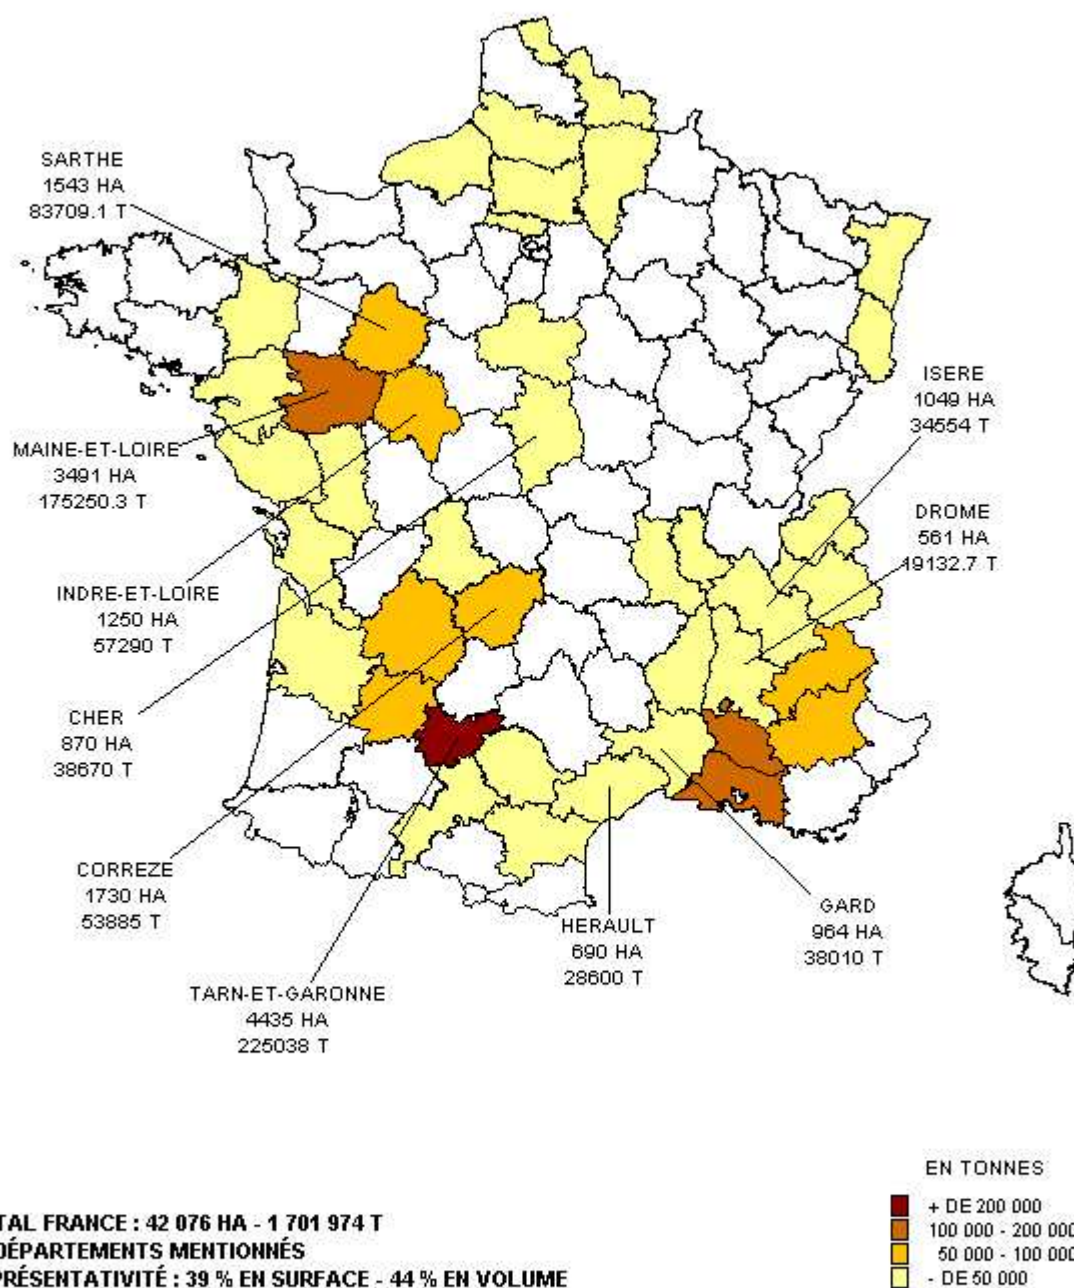 SARTHE
1543 HA
83709.1 T
ISERE
1049 HA
34554 T
MAINE-ET-LOIRE
3491 HA
175250.3 T
DROME
561 HA
19132.7 T
INDRE-ET-LOIRE
1250 HA
57290 T
CHER
870 HA
38670 T
CORREZE
1730 HA
53885 T
GARD
964 HA
38010 T
HERAULT
690 HA
28600 T
TARN-ET-GARONNE
4435 HA
225038 T
EN TONNES
+ DE 200 000
100 000 - 200 000
50 000 - 100 000
- DE 50 000
TAL FRANCE : 42 076 HA - 1 701 974 T
DÉPARTEMENTS MENTIONNÉS
PRÉSENTATIVITÉ : 39 % EN SURFACE - 44 % EN VOLUME